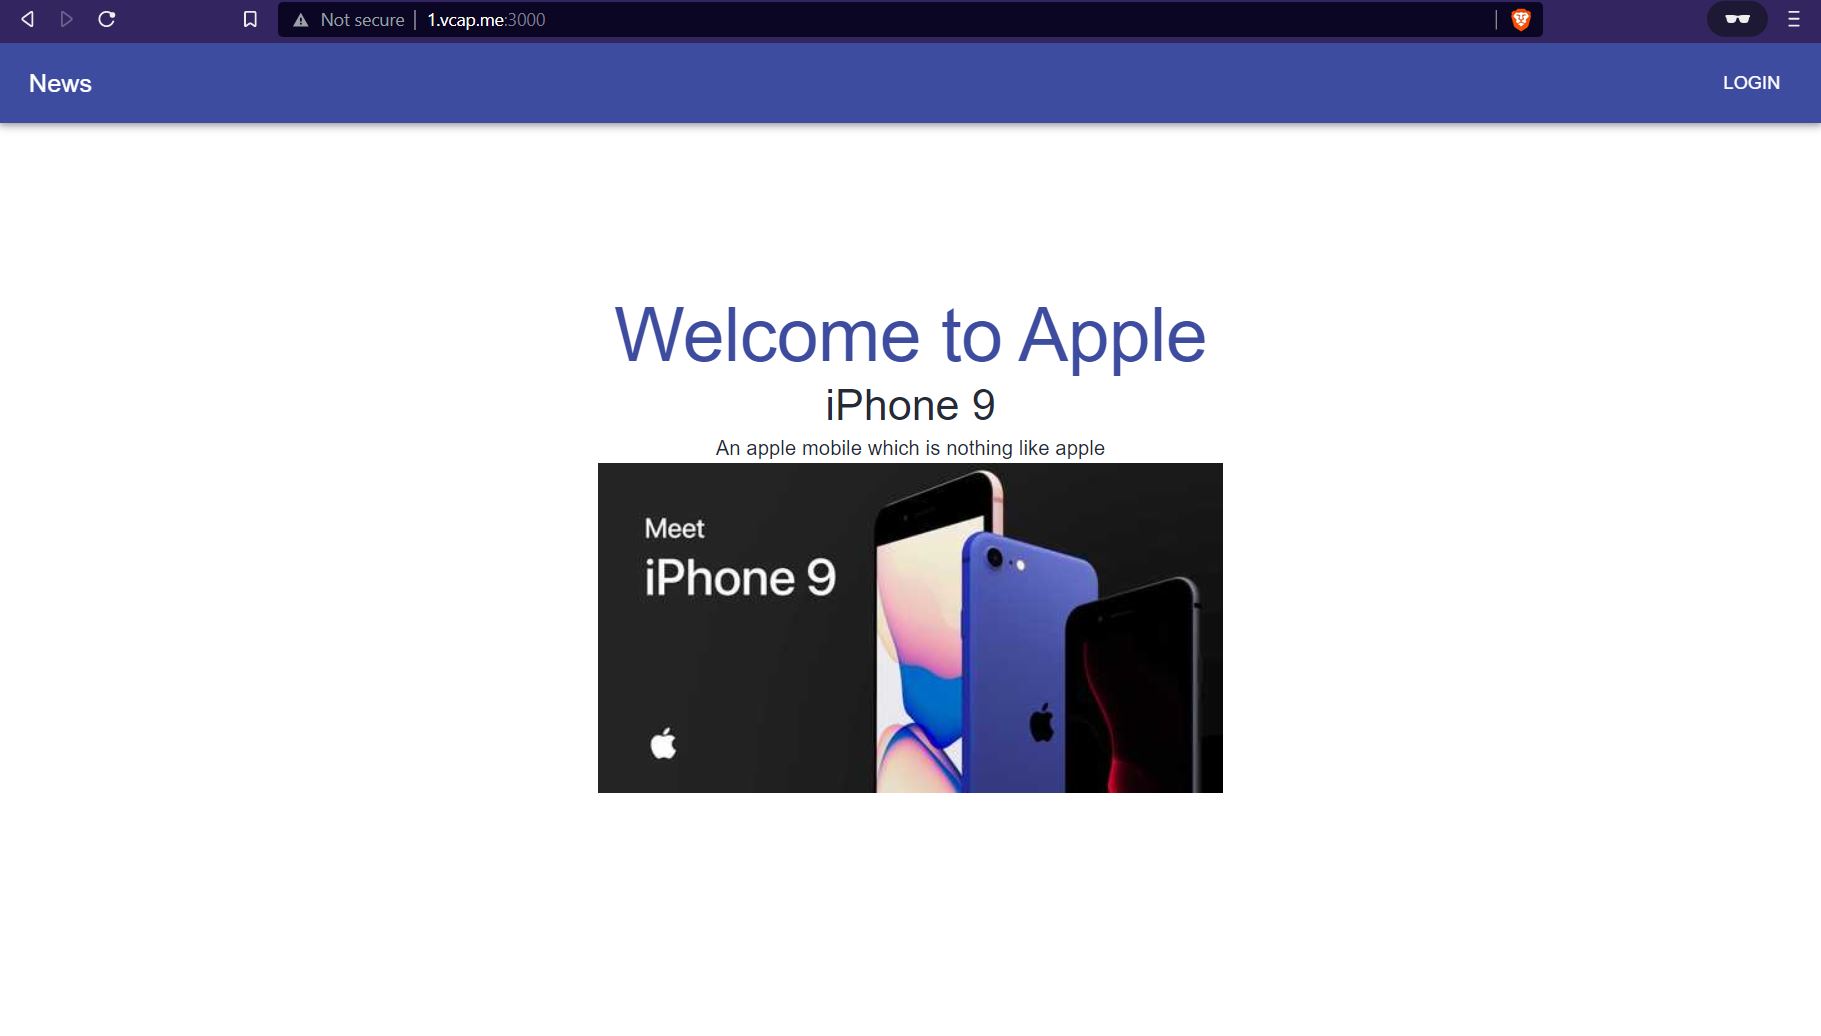 Not secure | 1.vcap.me:3000
News
LOGIN
Welcome to Apple
iPhone 9
An apple mobile which is nothing like apple
Meet
iPhone 9